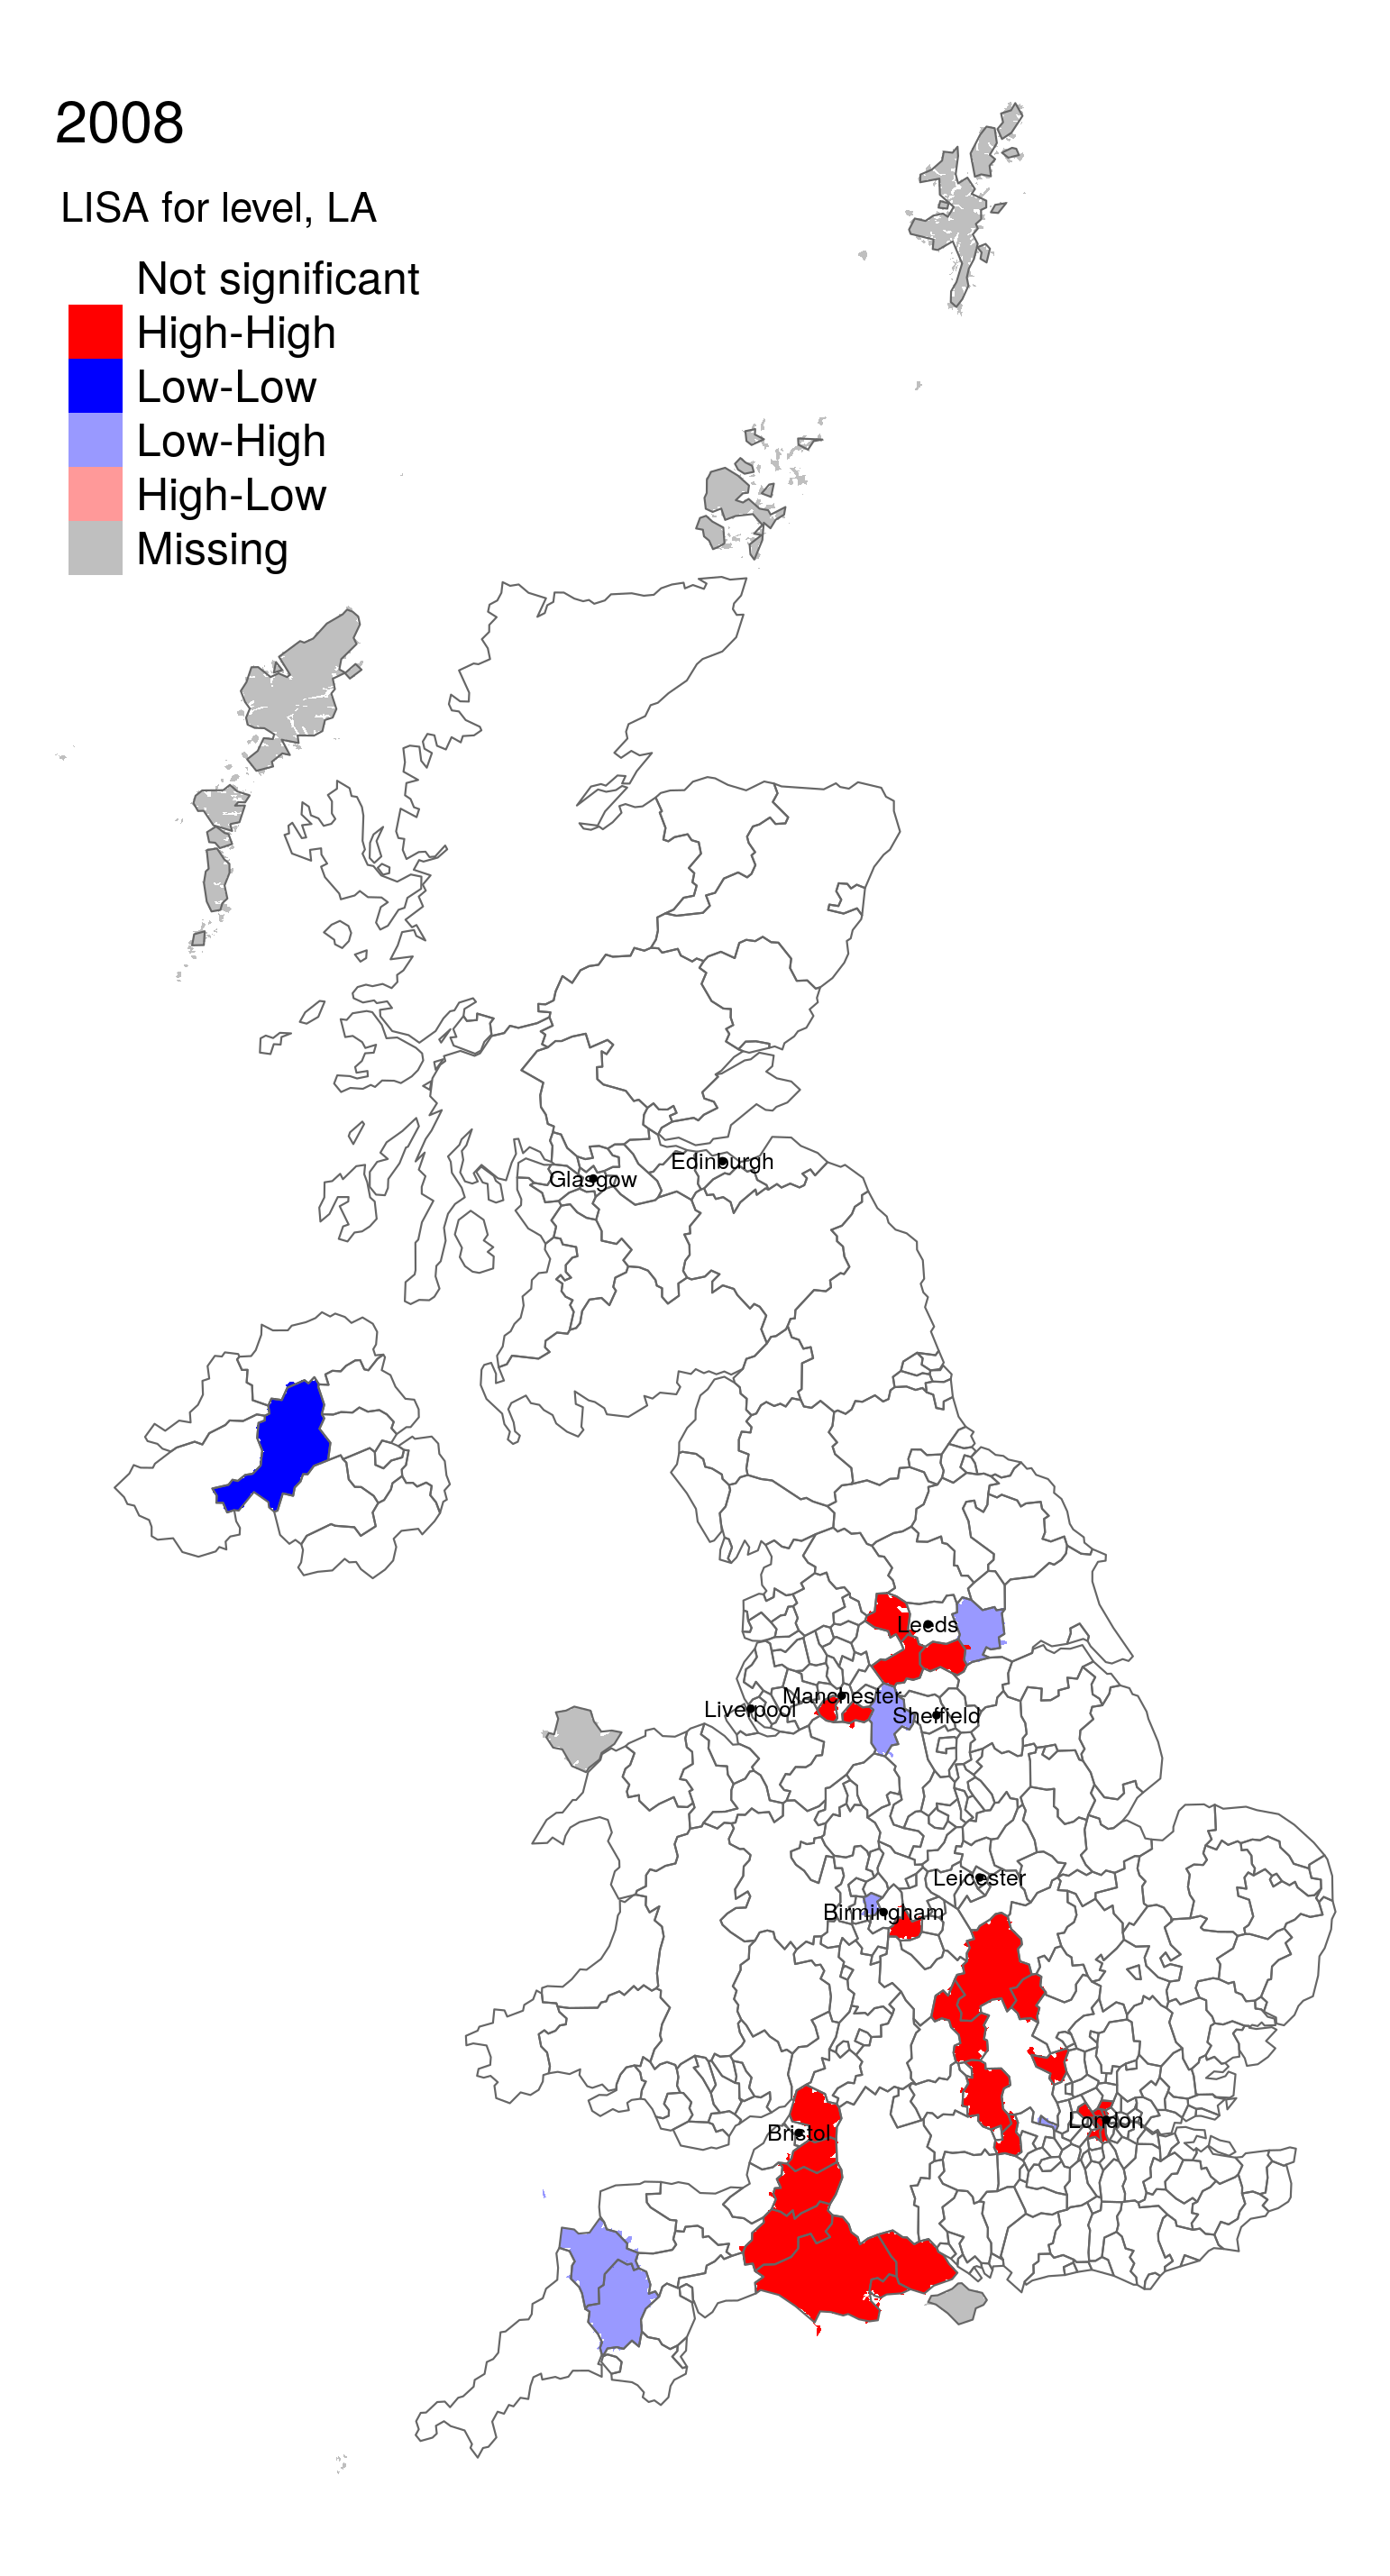 2008
LISA for level, LA
Not significant
High-High
Low-Low
Low-High
High-Low
Missing
Edinburgh
Glasgow
Leeds
Manchester
Liverpool
Sheffield
Leicester
Birmingham
London
Bristol